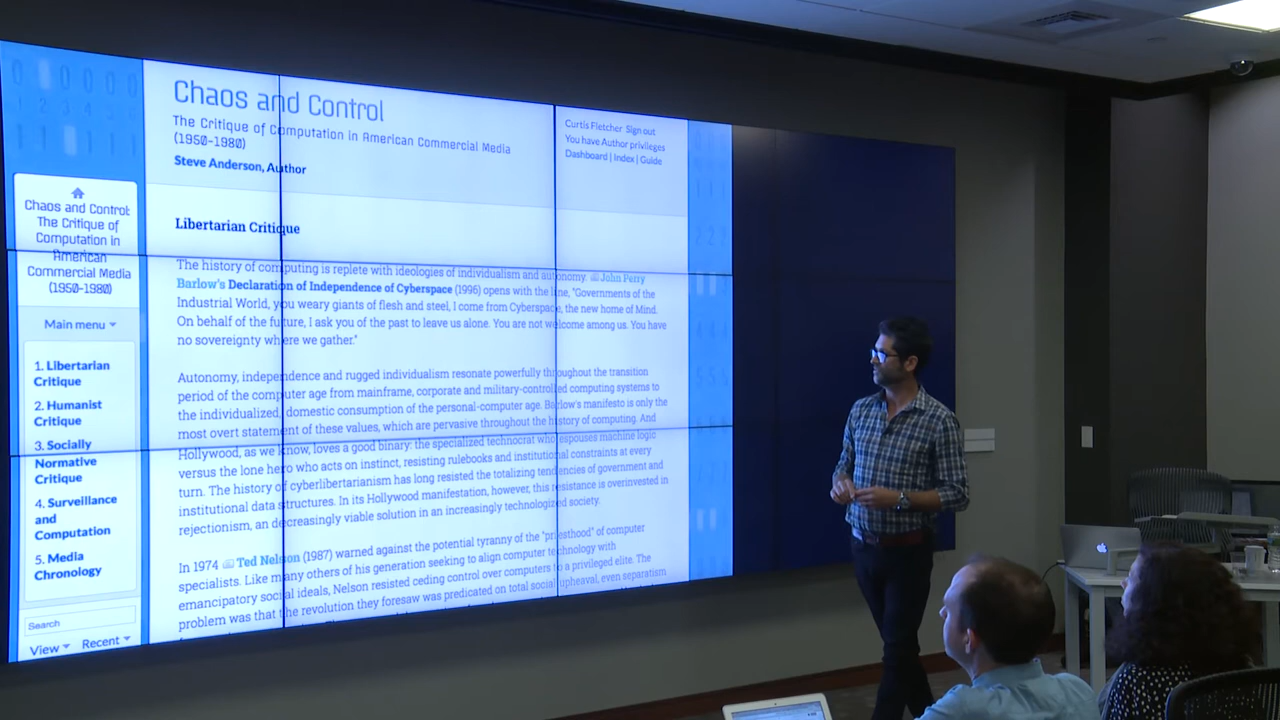 Chaos and Control
The Critique of Computation in American Commercial Media
(1950-1980)
Steve Anderson, Author
Curtis Fletcher Sign out
You have Author privileges
Dashboard | Index | Guide
Chaos and Control:
The Critique of
Computation in
American
Commercial Media
(1950-1980)
Main menu
1. Libertarian
Critique
2. Humanist
Critique
3. Socially
Normative
Critique
4. Surveillance
and
Computation
5. Media
Chronology
Search
View
Recent
Libertarian Critique
The history of computing is replete with ideologies of individualism and autonomy. John Perry
Barlow's Declaration of Independence of Cyberspace (1996) opens with the line, "Governments of the
Industrial World, you weary giants of flesh and steel, I come from Cyberspace, the new home of Mind.
On behalf of the future, I ask you of the past to leave us alone. You are not welcome among us. You have
no sovereignty where we gather."
Autonomy, independence and rugged individualism resonate powerfully throughout the transition
period of the computer age from mainframe, corporate and military-controlled computing systems to
the individualized, domestic consumption of the personal-computer age. Barlow's manifesto is only the
most overt statement of these values, which are pervasive throughout the history of computing. And
Hollywood, as we know, loves a good binary: the specialized technocrat who espouses machine logic
versus the lone hero who acts on instinct, resisting rulebooks and institutional constraints at every
turn. The history of cyberlibertarianism has long resisted the totalizing tendencies of government and
institutional data structures. In its Hollywood manifestation, however, this resistance is overinvested in
rejectionism, an decreasingly viable solution in an increasingly technologized society.
In 1974 Ted Nelson (1987) warned against the potential tyranny of the "priesthood" of computer
specialists. Like many others of his generation seeking to align computer technology with
emancipatory social ideals, Nelson resisted ceding control over computers to a privileged elite. The
problem was that the revolution they foresaw was predicated on total social upheaval, even separatism